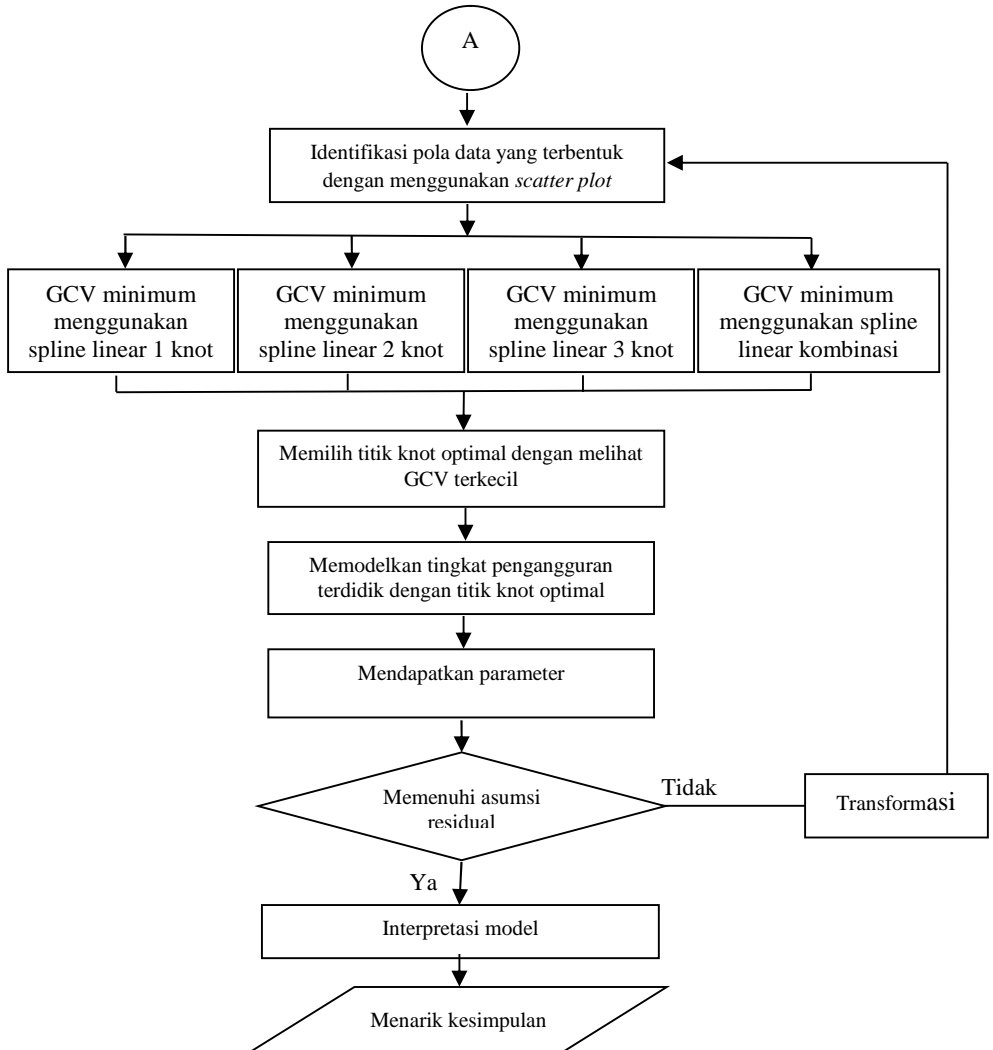 A
Identifikasi pola data yang terbentuk
dengan menggunakan scatter plot
GCV minimum
menggunakan
spline linear 1 knot
GCV minimum
menggunakan
spline linear 2 knot
GCV minimum
menggunakan
spline linear 3 knot
GCV minimum
menggunakan spline
linear kombinasi
Memilih titik knot optimal dengan melihat
GCV terkecil
Memodelkan tingkat pengangguran
terdidik dengan titik knot optimal
Mendapatkan parameter
Memenuhi asumsi
residual
Tidak
Transformasi
Ya
Interpretasi model
Menarik kesimpulan